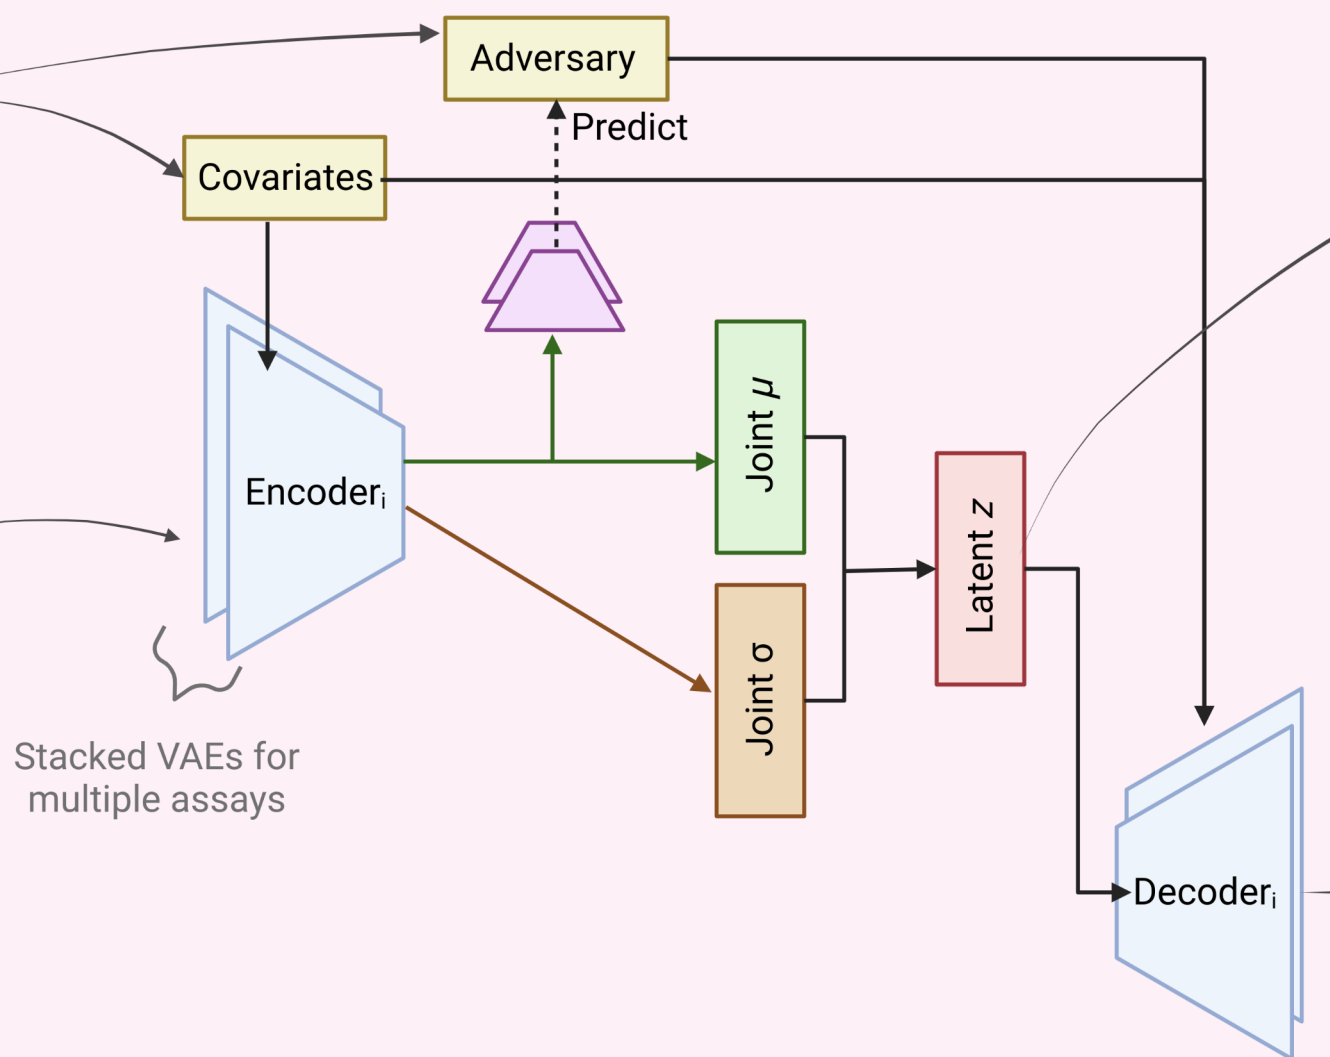 Adversary
Predict
Covariates
Encoderᵢ
Joint μ
Joint σ
Latent z
Stacked VAEs for
multiple assays
Decoderᵢ